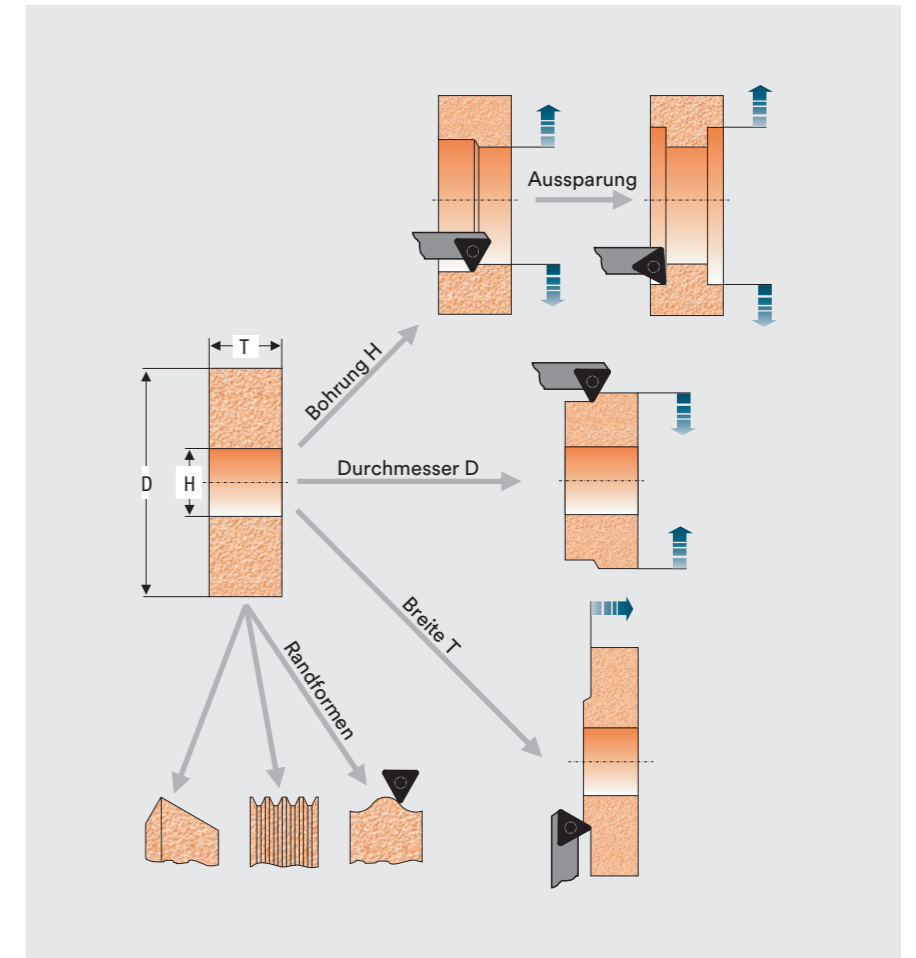 Aussparung
T
Bohrung H
D
H
Durchmesser D
Breite T
Randformen